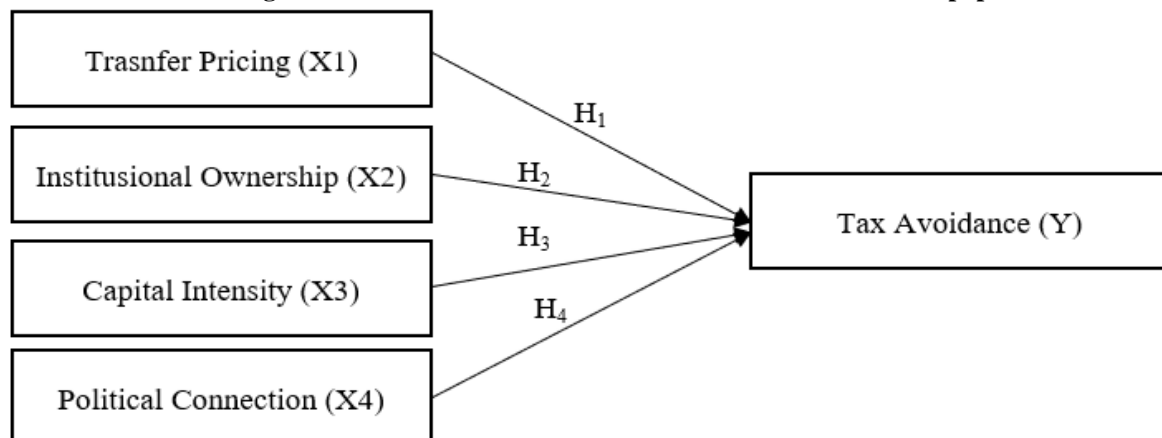 Trasnfer Pricing (X1)
H₁
Institusional Ownership (X2)
H₂
Tax Avoidance (Y)
H₃
Capital Intensity (X3)
H₄
Political Connection (X4)